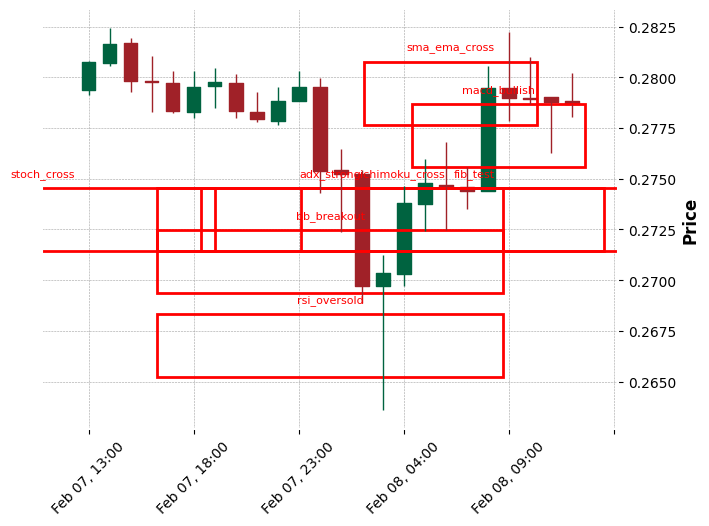 sma_ema_cross
macd_bullish
stoch_cross
adx_strong
ichimoku_cross
fib_test
bb_breakout
rsi_oversold
0.2825
0.2800
0.2775
0.2750
0.2725
0.2700
0.2675
0.2650
Price
Feb 07, 13:00
Feb 07, 18:00
Feb 07, 23:00
Feb 08, 04:00
Feb 08, 09:00